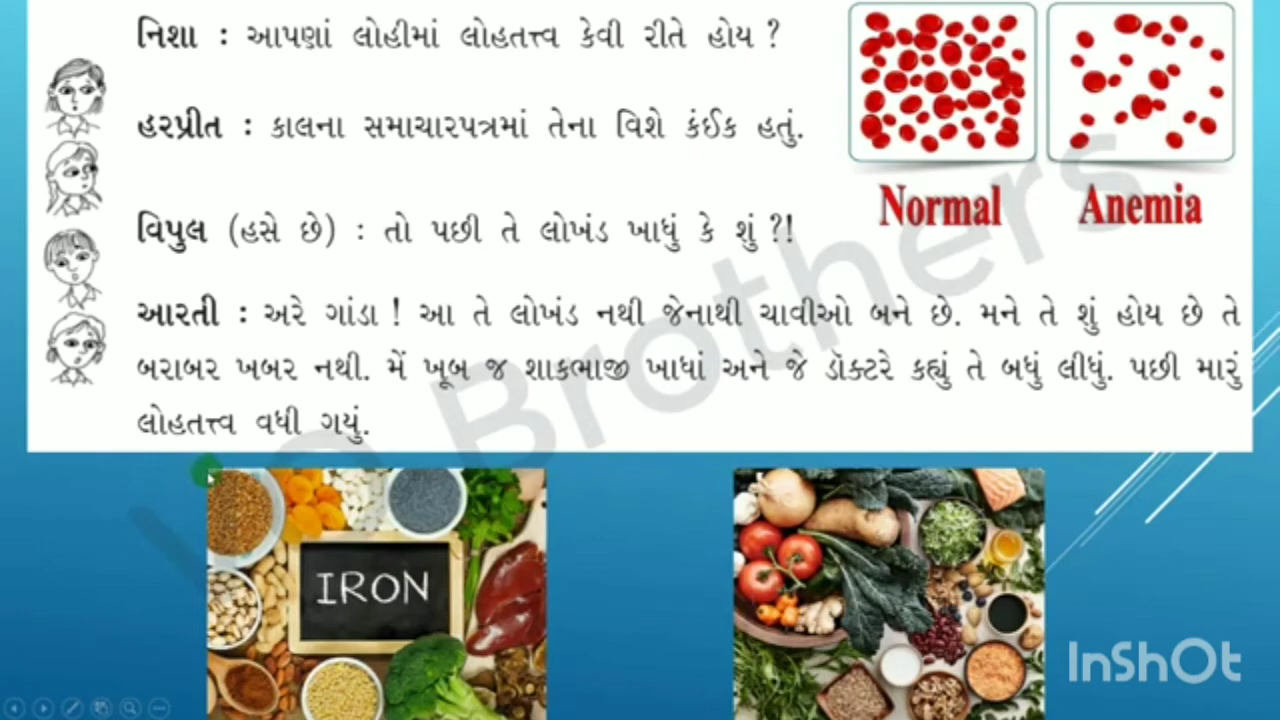 નિશા : આપણાં લોહીમાં લોહતત્ત્વ કેવી રીતે હોય ?
હરપ્રીત : કાલના સમાચારપત્રમાં તેના વિશે કંઈક હતું.
વિપુલ (હસે છે) : તો પછી તે લોખંડ ખાધું કે શું ?!
આરતી : અરે ગાંડા ! આ તે લોખંડ નથી જેનાથી ચાવીઓ બને છે. મને તે શું હોય છે તે
બરાબર ખબર નથી. મેં ખૂબ જ શાકભાજી ખાધાં અને જે ડૉક્ટરે કહ્યું તે બધું લીધું. પછી મારું
લોહતત્ત્વ વધી ગયું.
Normal
Anemia
Brothers
IRON
InShOt